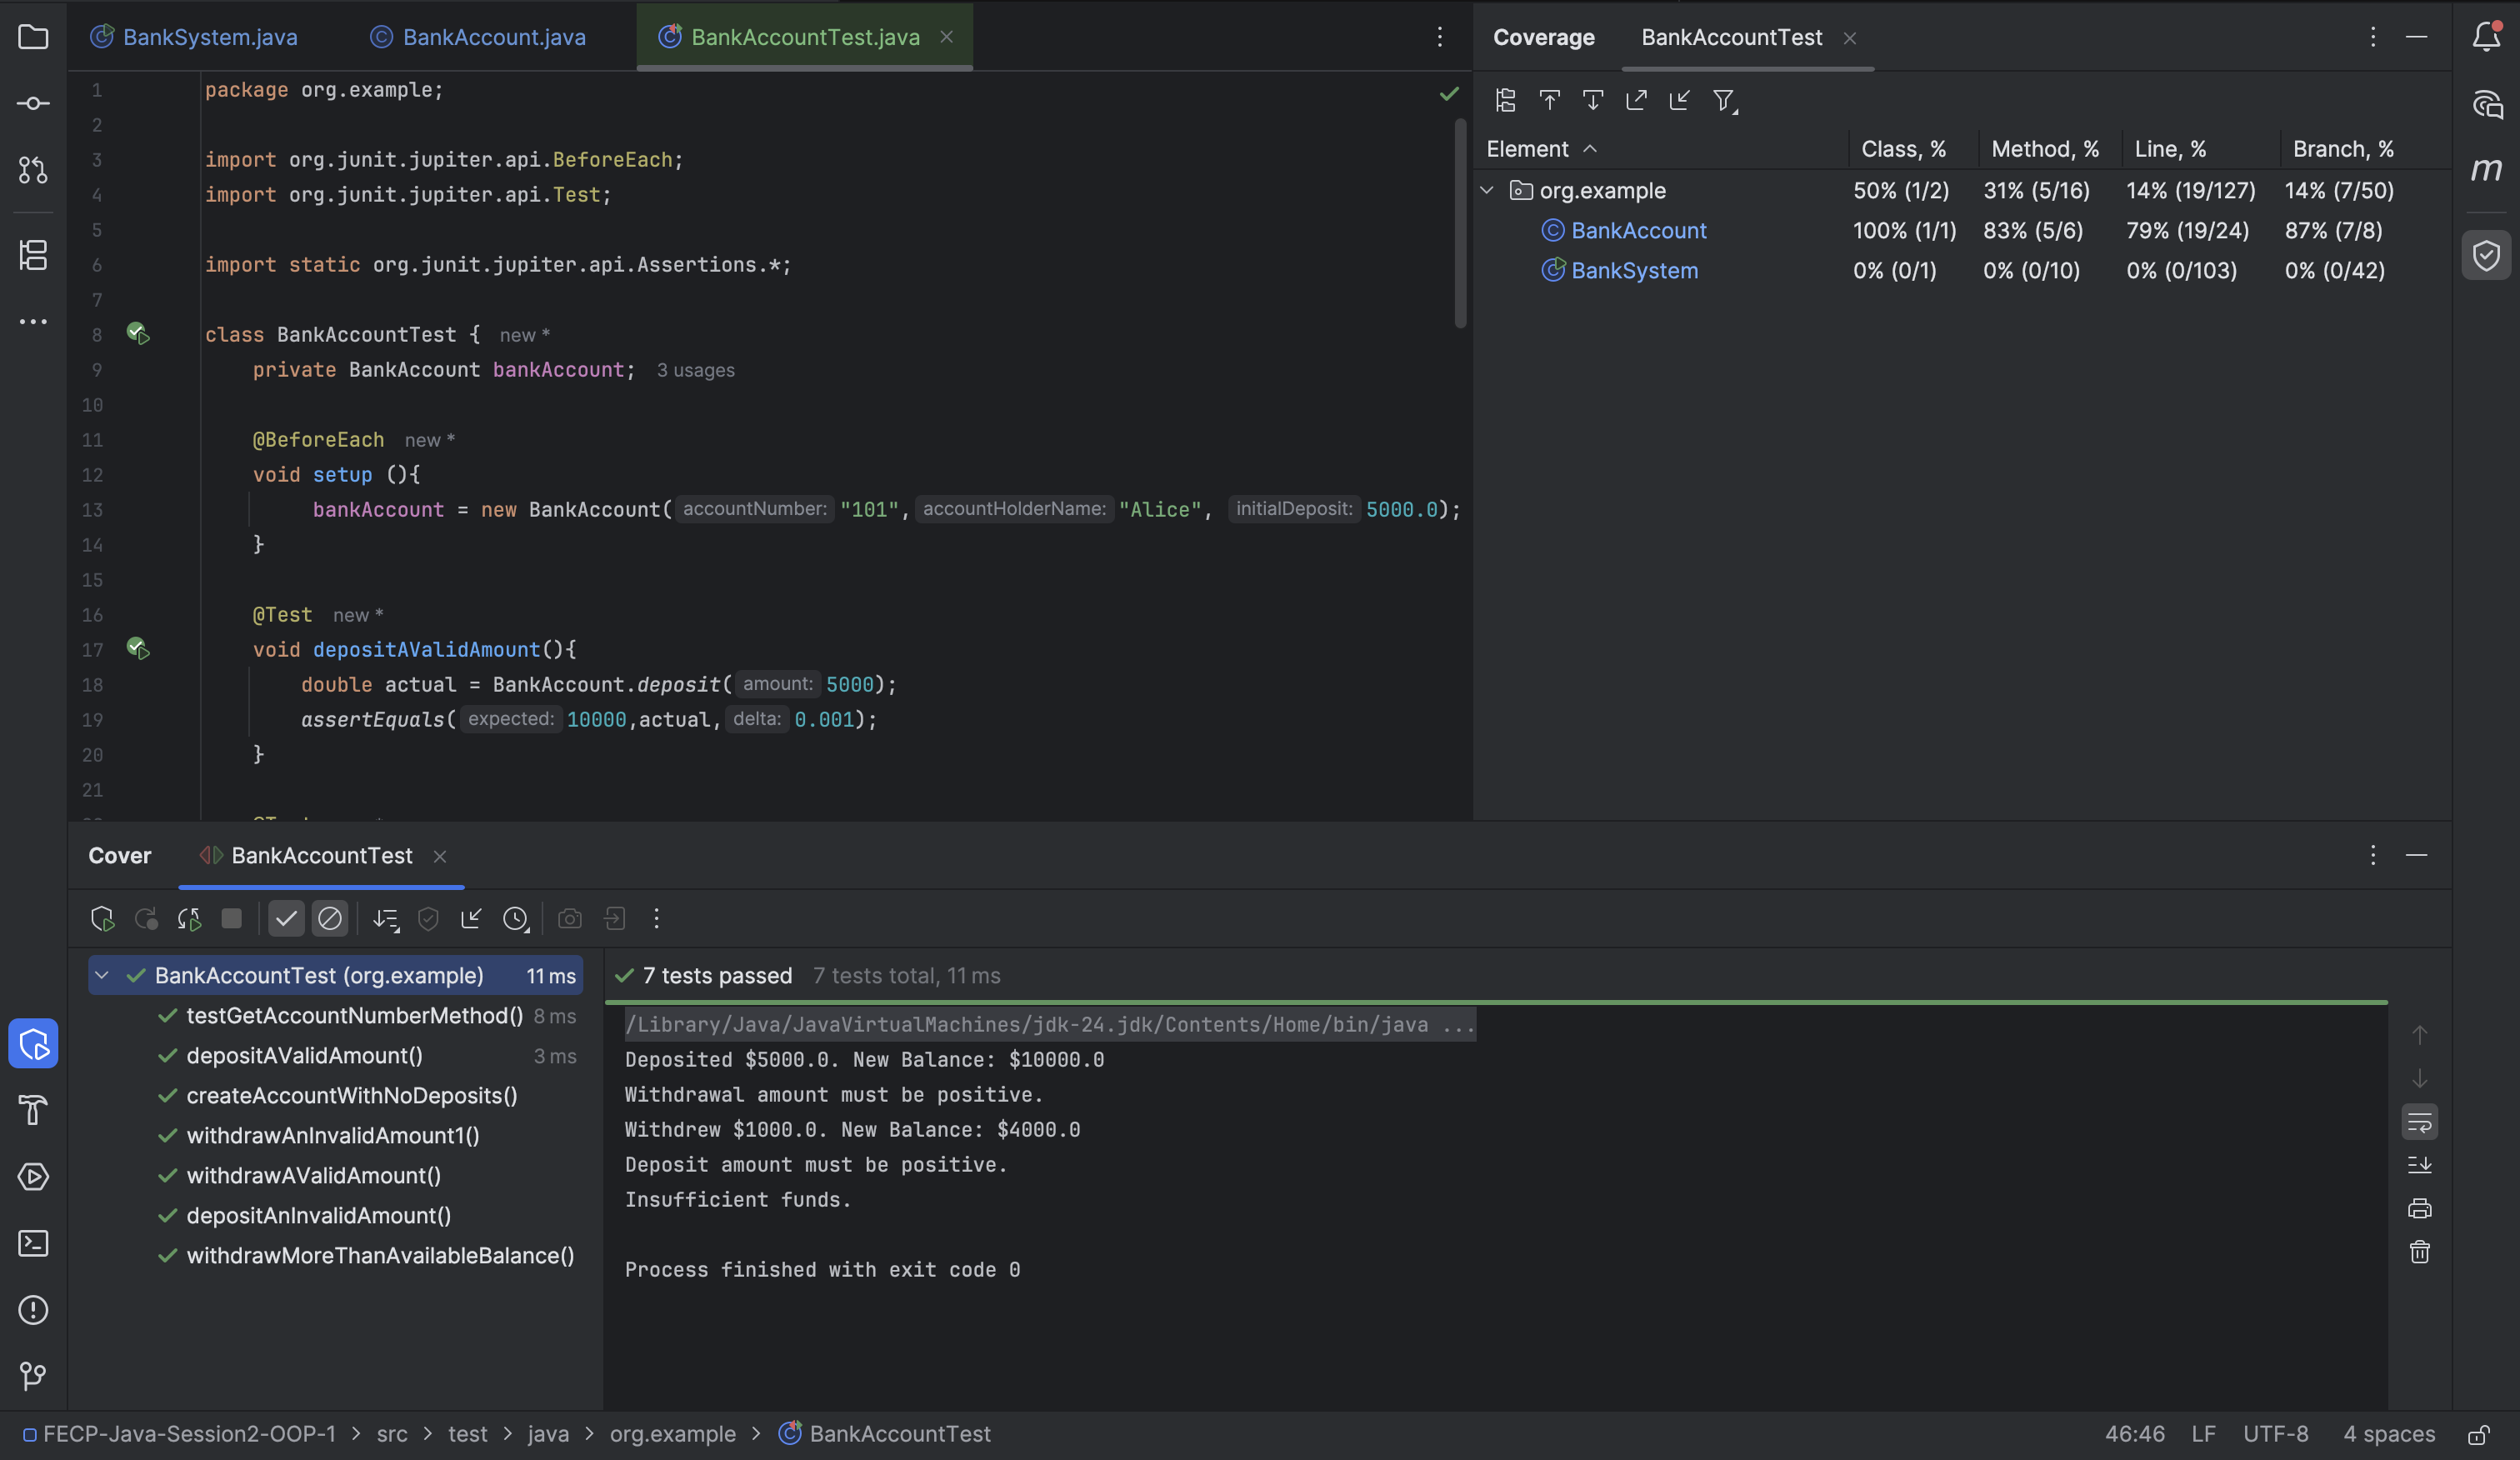 BankSystem.java BankAccount.java BankAccountTest.java
1 package org.example;
2
3 import org.junit.jupiter.api.BeforeEach;
4 import org.junit.jupiter.api.Test;
5
6 import static org.junit.jupiter.api.Assertions.*;
7
8 class BankAccountTest { new *
9 private BankAccount bankAccount; 3 usages
10
11 @BeforeEach new *
12 void setup (){
13 bankAccount = new BankAccount( accountNumber: "101", accountHolderName: "Alice", initialDeposit: 5000.0);
14 }
15
16 @Test new *
17 void depositAValidAmount(){
18 double actual = BankAccount.deposit( amount: 5000);
19 assertEquals( expected: 10000,actual, delta: 0.001);
20 }
21
Coverage BankAccountTest
Element Class, % Method, % Line, % Branch, %
org.example 50% (1/2) 31% (5/16) 14% (19/127) 14% (7/50)
BankAccount 100% (1/1) 83% (5/6) 79% (19/24) 87% (7/8)
BankSystem 0% (0/1) 0% (0/10) 0% (0/103) 0% (0/42)
m
Cover BankAccountTest
BankAccountTest (org.example) 11 ms
testGetAccountNumberMethod() 8 ms
depositAValidAmount() 3 ms
createAccountWithNoDeposits()
withdrawAnInvalidAmount1()
withdrawAValidAmount()
depositAnInvalidAmount()
withdrawMoreThanAvailableBalance()
7 tests passed 7 tests total, 11 ms
/Library/Java/JavaVirtualMachines/jdk-24.jdk/Contents/Home/bin/java ...
Deposited $5000.0. New Balance: $10000.0
Withdrawal amount must be positive.
Withdrew $1000.0. New Balance: $4000.0
Deposit amount must be positive.
Insufficient funds.
Process finished with exit code 0
FECP-Java-Session2-OOP-1 > src > test > java > org.example > BankAccountTest
46:46 LF UTF-8 4 spaces